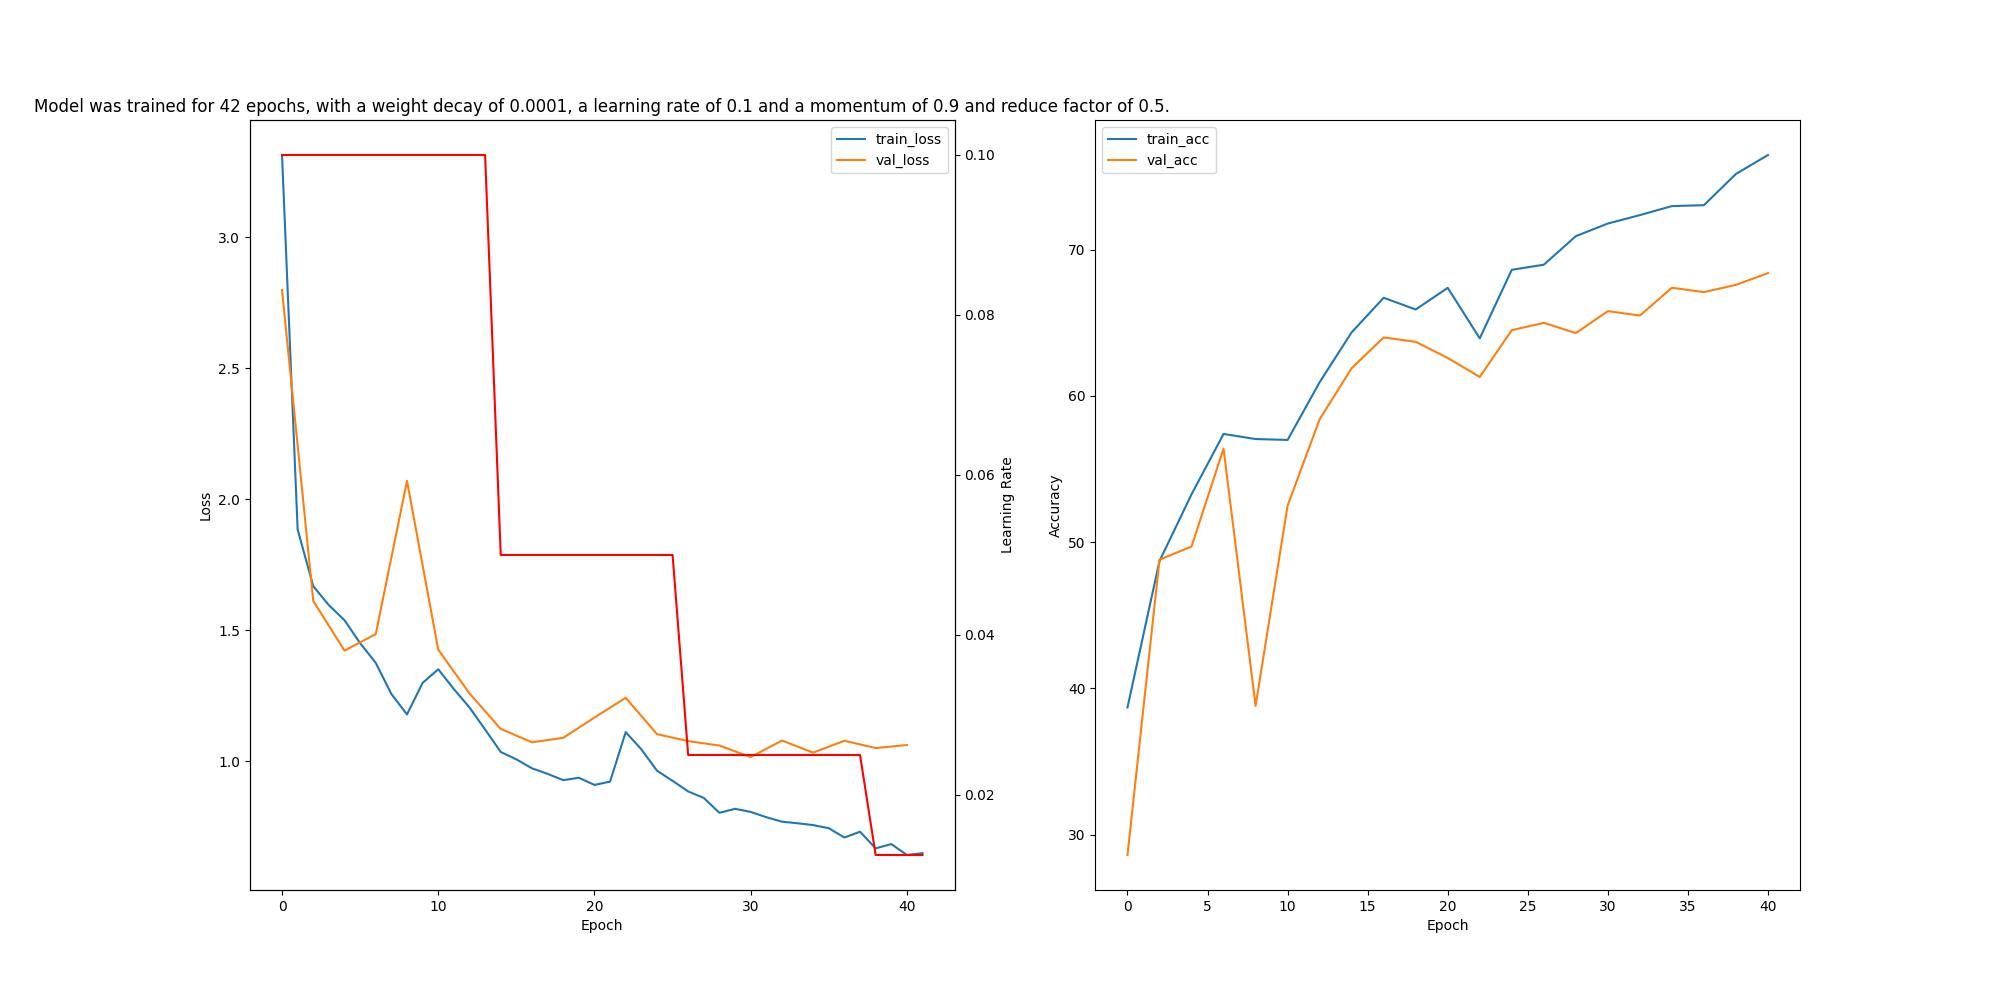 Model was trained for 42 epochs, with a weight decay of 0.0001, a learning rate of 0.1 and a momentum of 0.9 and reduce factor of 0.5.
train_loss
val_loss
3.0
2.5
2.0
1.5
1.0
Loss
0
10
20
30
40
Epoch
0.10
0.08
0.06
0.04
0.02
Learning Rate
train_acc
val_acc
70
60
50
40
30
Accuracy
0
5
10
15
20
25
30
35
40
Epoch